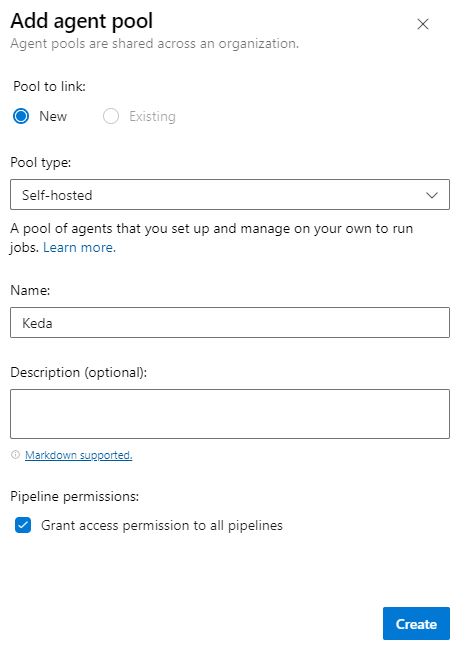 Add agent pool
Agent pools are shared across an organization.
Pool to link:
New Existing
Pool type:
Self-hosted
A pool of agents that you set up and manage on your own to run
jobs. Learn more.
Name:
Keda
Description (optional):
Markdown supported.
Pipeline permissions:
Grant access permission to all pipelines
Create